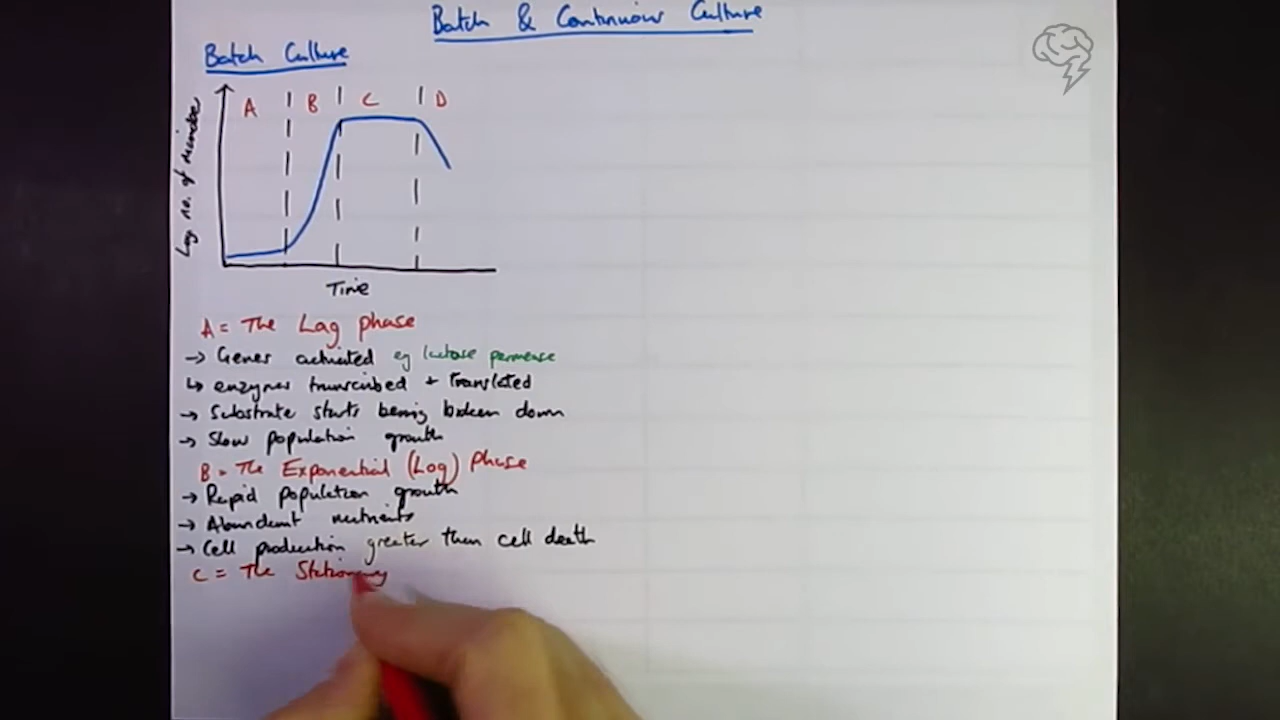 Batch & Continuous Culture
Batch Culture
A B C D
Log no. of
Time
A = The Lag phase
→ Genes activated eg lactose permease
↳ enzymes transcribed + translated
→ Substrate starts being broken down
→ Slow population growth
B = The Exponential (Log) Phase
→ Rapid population growth
→ Abundant nutrients
→ Cell production greater than cell death
C = The Stationary